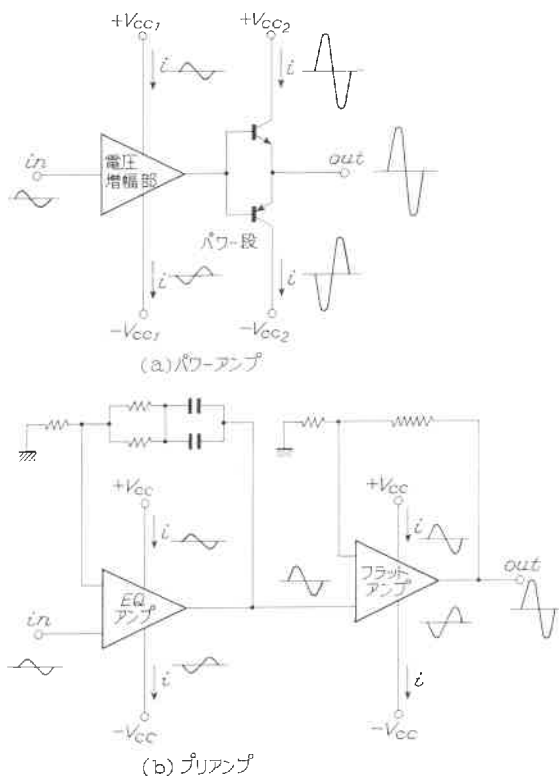 +Vcc1
+Vcc2
i
i
in
電圧
増幅部
out
パワー段
i
i
-Vcc1
-Vcc2
(a)パワーアンプ
+Vcc
+Vcc
i
i
EQ
アンプ
フラット
アンプ
out
in
i
i
-Vcc
-Vcc
(b)プリアンプ